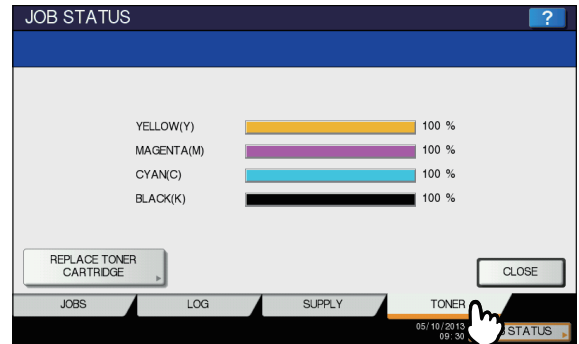 JOB STATUS ?
YELLOW(Y) 100 %
MAGENTA(M) 100 %
CYAN(C) 100 %
BLACK(K) 100 %
REPLACE TONER
CARTRIDGE
CLOSE
JOBS LOG SUPPLY TONER
05/10/2013
09:30
STATUS